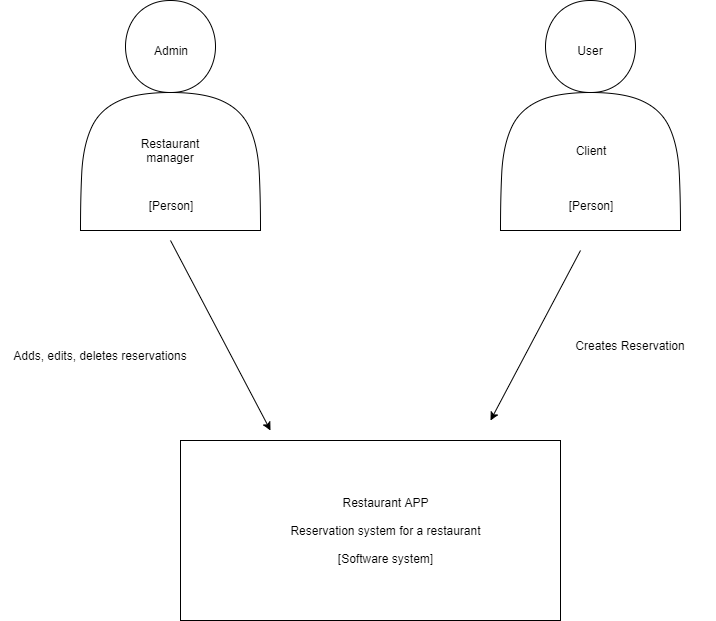 Admin
Restaurant
manager
[Person]
User
Client
[Person]
Adds, edits, deletes reservations
Creates Reservation
Restaurant APP
Reservation system for a restaurant
[Software system]